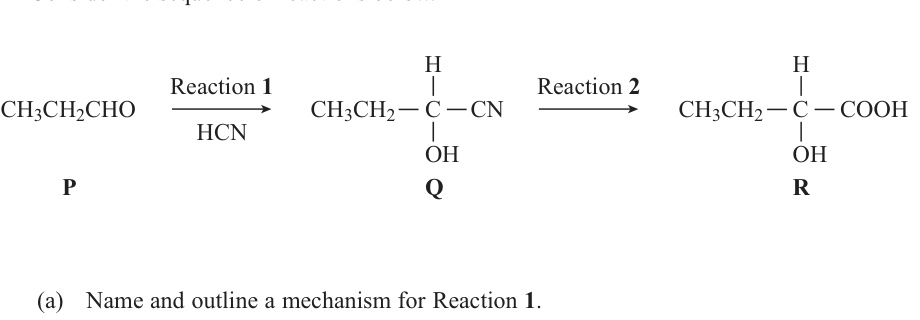 H H
Reaction 1 Reaction 2
CH₃CH₂CHO CH₃CH₂—C—CN CH₃CH₂—C—COOH
HCN
OH OH
P Q R
(a) Name and outline a mechanism for Reaction 1.